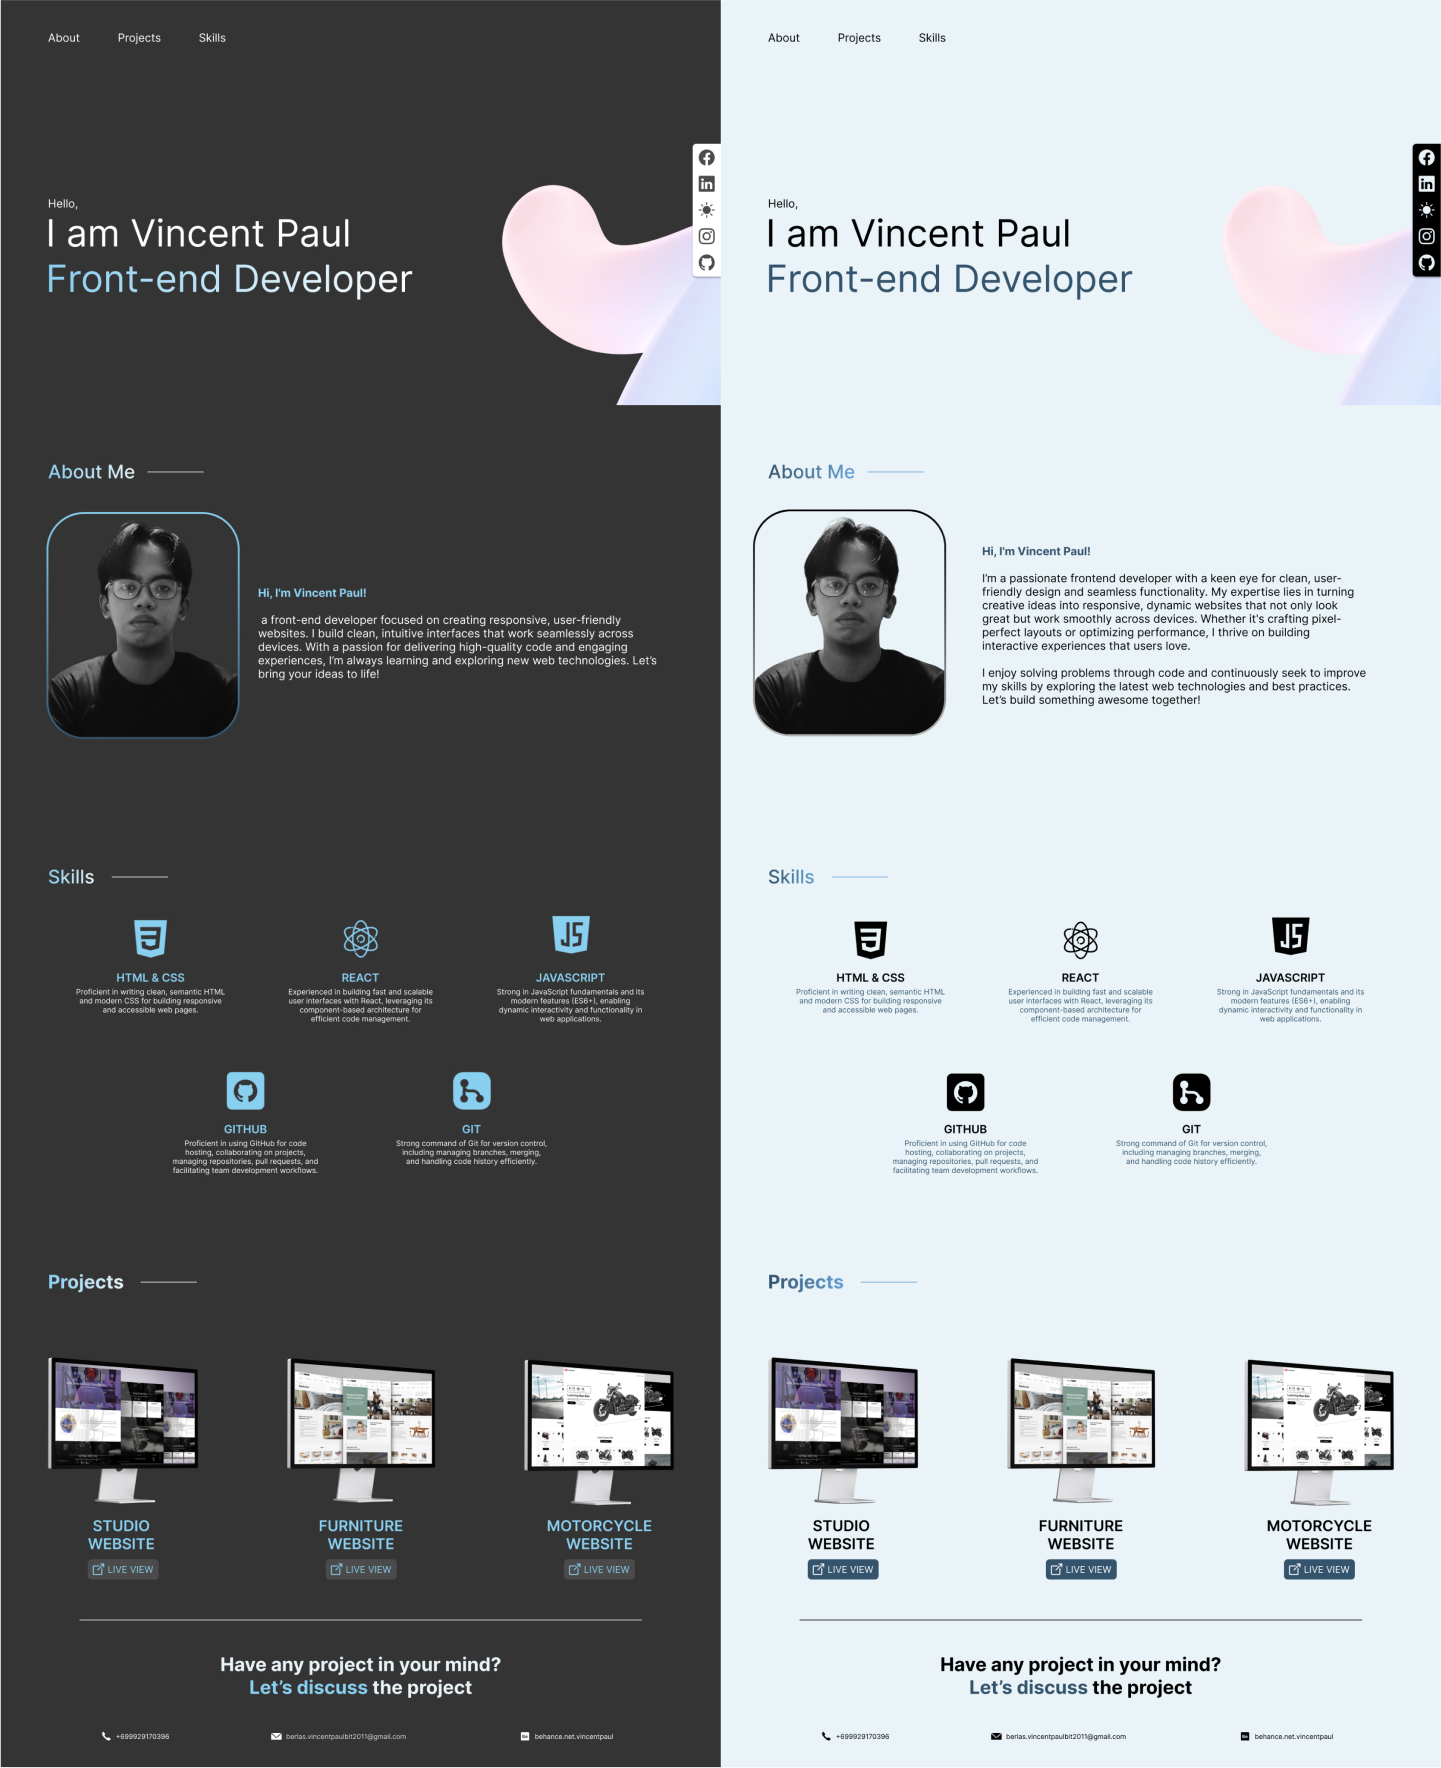 About
Projects
Skills
Hello,
I am Vincent Paul
Front-end Developer
About Me
Hi, I'm Vincent Paul!
a front-end developer focused on creating responsive, user-friendly
websites. I build clean, intuitive interfaces that work seamlessly across
devices. With a passion for delivering high-quality code and engaging
experiences, I'm always learning and exploring new web technologies. Let's
bring your ideas to life!
Skills
HTML & CSS
Proficient in writing clean, semantic HTML
and modern CSS for building responsive
and accessible web pages.
REACT
Experienced in building fast and scalable
user interfaces with React, leveraging its
component-based architecture for
efficient code management.
JS
JAVASCRIPT
Strong in JavaScript fundamentals and its
modern features (ES6+), enabling
dynamic interactivity and functionality in
web applications.
GITHUB
Proficient in using GitHub for code
hosting, collaborating on projects,
managing repositories, pull requests, and
facilitating team development workflows.
GIT
Strong command of Git for version control,
including managing branches, merging,
and handling code history efficiently.
Projects
STUDIO
WEBSITE
LIVE VIEW
FURNITURE
WEBSITE
LIVE VIEW
MOTORCYCLE
WEBSITE
LIVE VIEW
Have any project in your mind?
Let's discuss the project
+699929170396
berlas.vincentpaulbit2011@gmail.com
behance.net.vincentpaul
About
Projects
Skills
Hello,
I am Vincent Paul
Front-end Developer
About Me
Hi, I'm Vincent Paul!
I'm a passionate frontend developer with a keen eye for clean, user-
friendly design and seamless functionality. My expertise lies in turning
creative ideas into responsive, dynamic websites that not only look
great but work smoothly across devices. Whether it's crafting pixel-
perfect layouts or optimizing performance, I thrive on building
interactive experiences that users love.
I enjoy solving problems through code and continuously seek to improve
my skills by exploring the latest web technologies and best practices.
Let's build something awesome together!
Skills
HTML & CSS
Proficient in writing clean, semantic HTML
and modern CSS for building responsive
and accessible web pages.
REACT
Experienced in building fast and scalable
user interfaces with React, leveraging its
component-based architecture for
efficient code management.
JS
JAVASCRIPT
Strong in JavaScript fundamentals and its
modern features (ES6+), enabling
dynamic interactivity and functionality in
web applications.
GITHUB
Proficient in using GitHub for code
hosting, collaborating on projects,
managing repositories, pull requests, and
facilitating team development workflows.
GIT
Strong command of Git for version control,
including managing branches, merging,
and handling code history efficiently.
Projects
STUDIO
WEBSITE
LIVE VIEW
FURNITURE
WEBSITE
LIVE VIEW
MOTORCYCLE
WEBSITE
LIVE VIEW
Have any project in your mind?
Let's discuss the project
+699929170396
berlas.vincentpaulbit2011@gmail.com
behance.net.vincentpaul